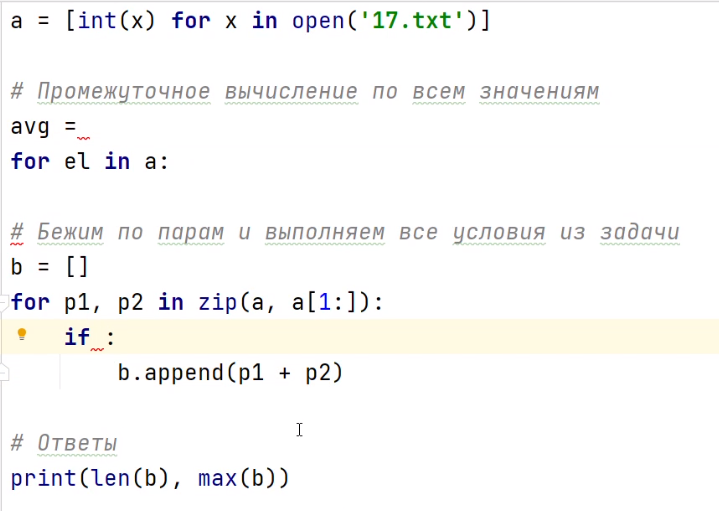 a = [int(x) for x in open('17.txt')]
# Промежуточное вычисление по всем значениям
avg =
for el in a:
# Бежим по парам и выполняем все условия из задачи
b = []
for p1, p2 in zip(a, a[1:]):
if :
b.append(p1 + p2)
# Ответы
print(len(b), max(b))